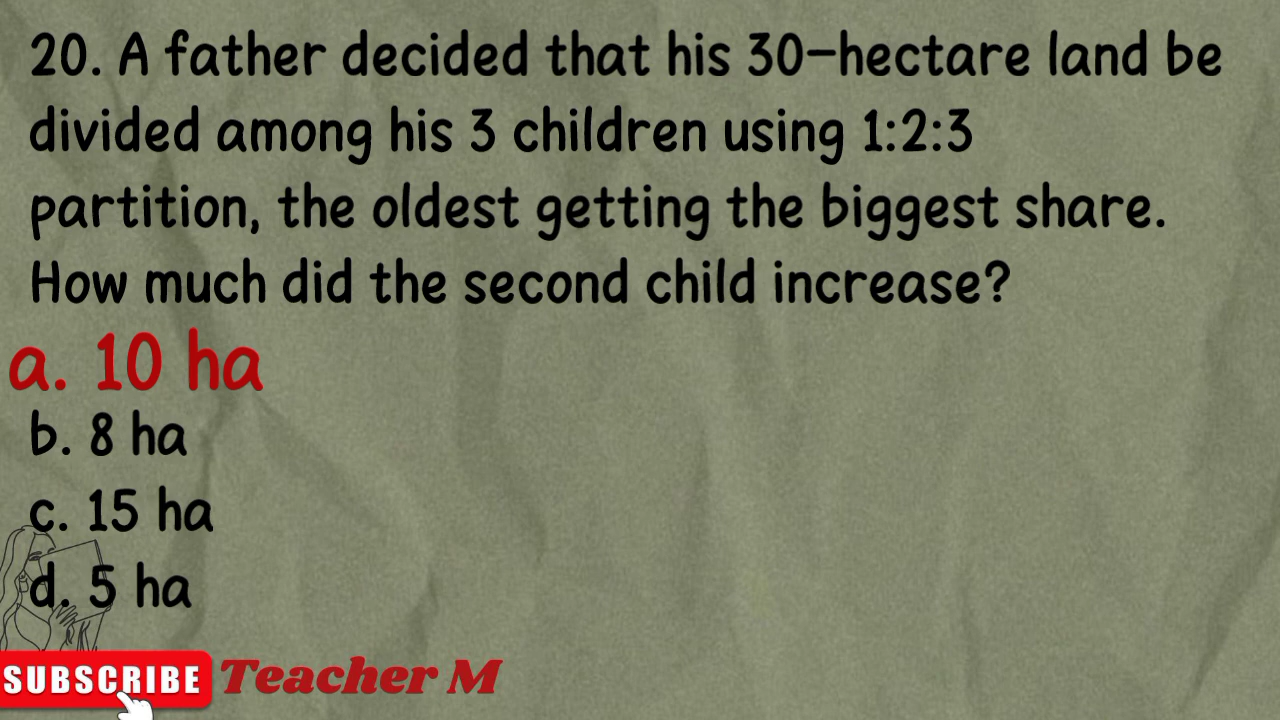 20. A father decided that his 30-hectare land be
divided among his 3 children using 1:2:3
partition, the oldest getting the biggest share.
How much did the second child increase?
a. 10 ha
b. 8 ha
c. 15 ha
d. 5 ha
SUBSCRIBE Teacher M